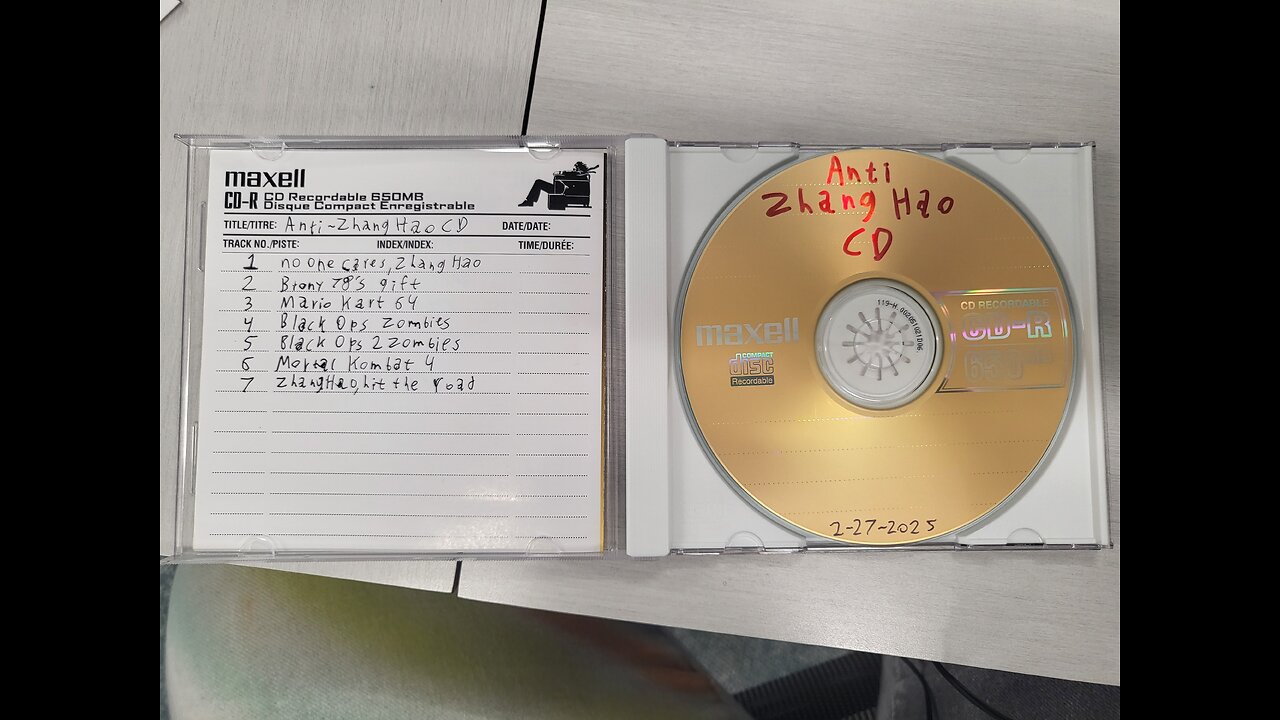 maxell
CD-R CD Recordable 650MB
Disque Compact Enregistrable
TITLE/TITRE: Anti-Zhang Hao CD DATE/DATE:
TRACK NO./PISTE: INDEX/INDEX: TIME/DURÉE:
1 no one cares, Zhang Hao
2 Brony 78's gift
3 Mario Kart 64
4 Black Ops Zombies
5 Black Ops 2 Zombies
6 Mortal Kombat 4
7 Zhang Hao, hit the road
Anti
Zhang Hao
CD
maxell
COMPACT
disc
Recordable
CD RECORDABLE
CD-R
650MB
2-27-2025